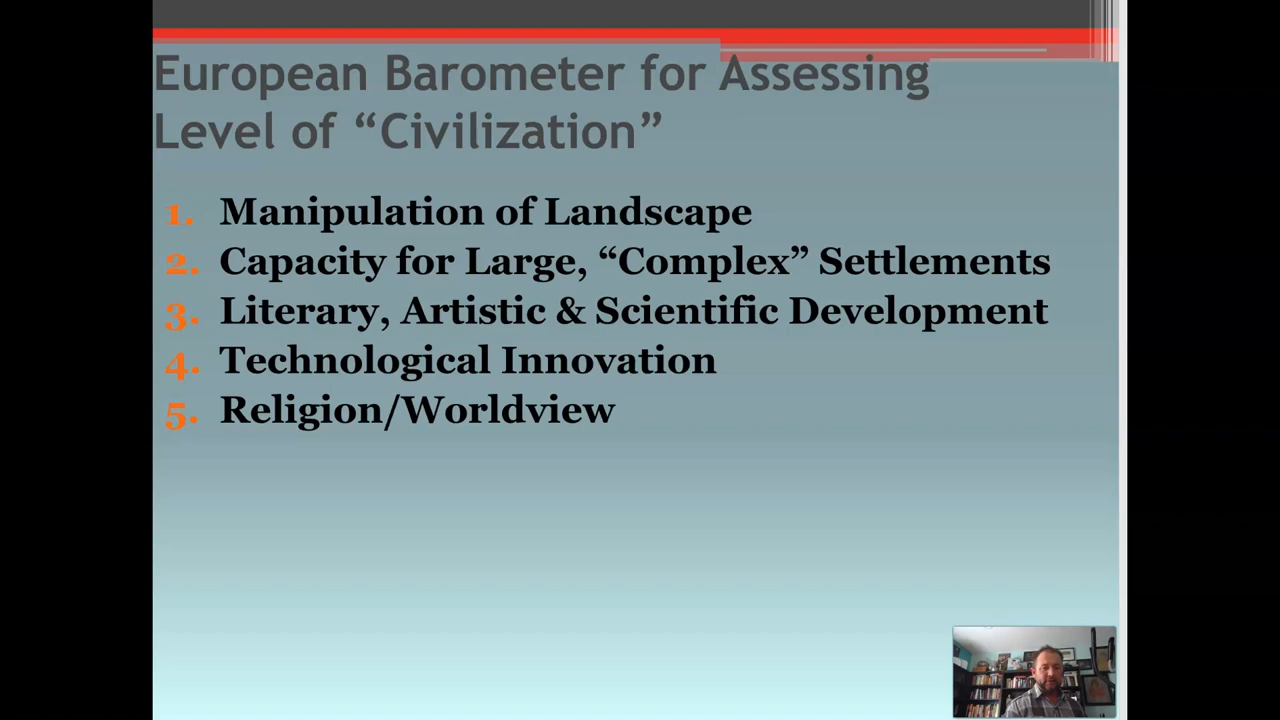 European Barometer for Assessing
Level of “Civilization”
1. Manipulation of Landscape
2. Capacity for Large, “Complex” Settlements
3. Literary, Artistic & Scientific Development
4. Technological Innovation
5. Religion/Worldview